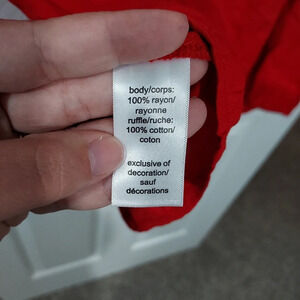 body/corps:
100% rayon/
rayonne
ruffle/ruche:
100% cotton/
coton
exclusive of
decoration/
sauf
décorations